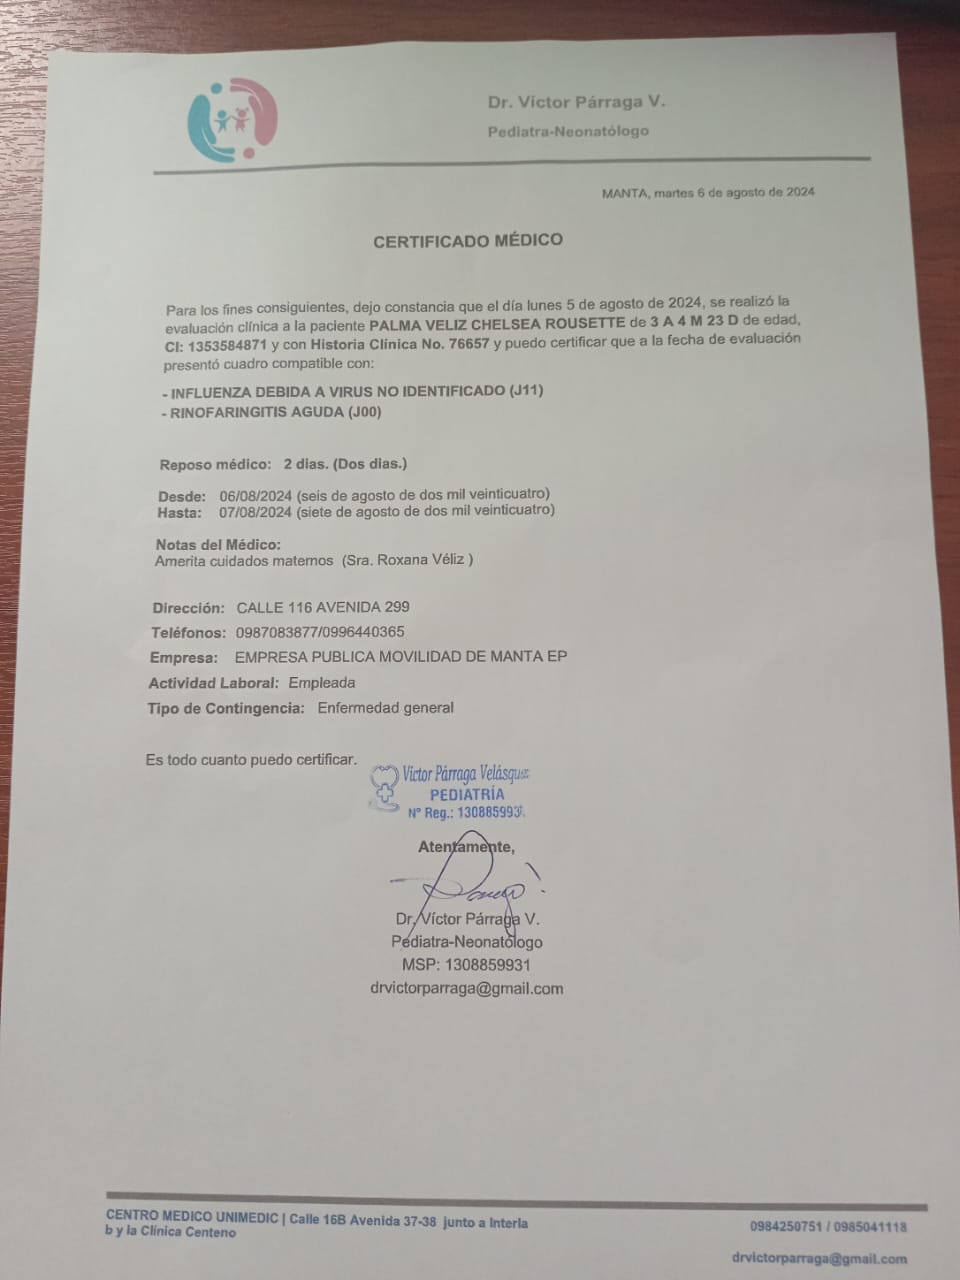 Dr. Víctor Párraga V.
Pediatra-Neonatólogo
MANTA, martes 6 de agosto de 2024
CERTIFICADO MÉDICO
Para los fines consiguientes, dejo constancia que el día lunes 5 de agosto de 2024, se realizó la
evaluación clínica a la paciente PALMA VELIZ CHELSEA ROUSETTE de 3 A 4 M 23 D de edad,
CI: 1353584871 y con Historia Clínica No. 76657 y puedo certificar que a la fecha de evaluación
presentó cuadro compatible con:
- INFLUENZA DEBIDA A VIRUS NO IDENTIFICADO (J11)
- RINOFARINGITIS AGUDA (J00)
Reposo médico: 2 dias. (Dos dias.)
Desde: 06/08/2024 (seis de agosto de dos mil veinticuatro)
Hasta: 07/08/2024 (siete de agosto de dos mil veinticuatro)
Notas del Médico:
Amerita cuidados maternos (Sra. Roxana Véliz )
Dirección: CALLE 116 AVENIDA 299
Teléfonos: 0987083877/0996440365
Empresa: EMPRESA PUBLICA MOVILIDAD DE MANTA EP
Actividad Laboral: Empleada
Tipo de Contingencia: Enfermedad general
Es todo cuanto puedo certificar.
Víctor Párraga Velásquez
PEDIATRÍA
N° Reg.: 1308859931
Atentamente,
Dr. Víctor Párraga V.
Pediatra-Neonatólogo
MSP: 1308859931
drvictorparraga@gmail.com
CENTRO MEDICO UNIMEDIC | Calle 16B Avenida 37-38 junto a Interla
b y la Clínica Centeno
0984250751 / 0985041118
drvictorparraga@gmail.com